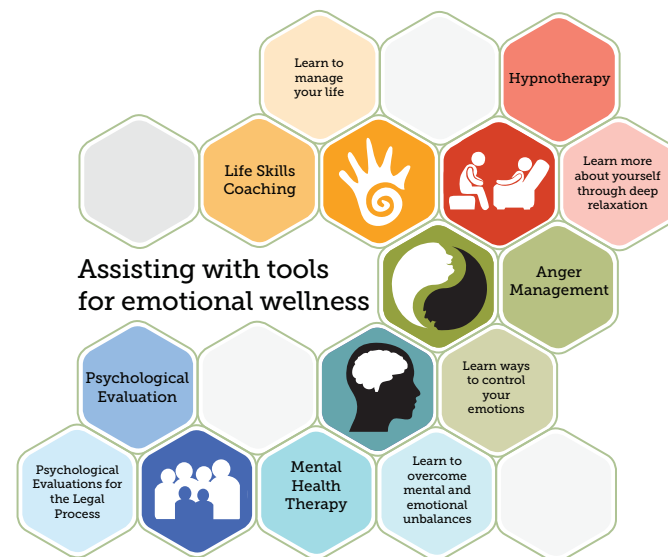 Learn to
manage
your life
Hypnotherapy
Life Skills
Coaching
Learn more
about yourself
through deep
relaxation
Assisting with tools
for emotional wellness
Anger
Management
Psychological
Evaluation
Learn ways
to control
your
emotions
Psychological
Evaluations for
the Legal
Process
Mental
Health
Therapy
Learn to
overcome
mental and
emotional
unbalances